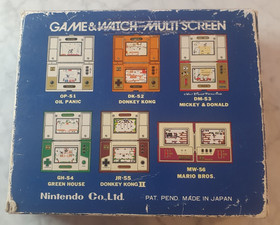 GAME & WATCH MULTI SCREEN
OP-51
OIL PANIC
DK-52
DONKEY KONG
DM-53
MICKEY & DONALD
GH-54
GREEN HOUSE
JR-55
DONKEY KONG II
MW-56
MARIO BROS.
Nintendo Co., Ltd.
PAT. PEND. MADE IN JAPAN